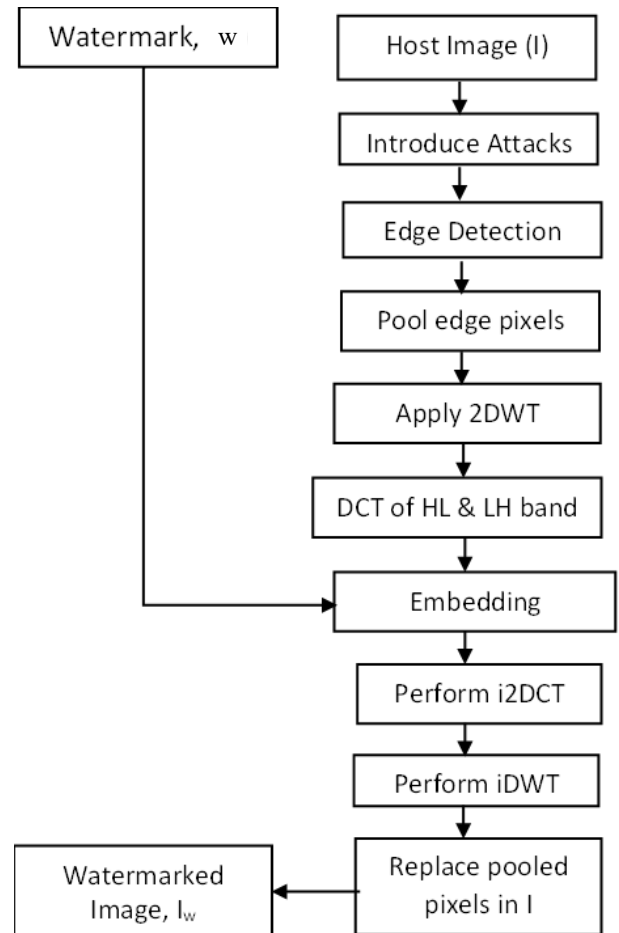 Watermark, w
Host Image (I)
Introduce Attacks
Edge Detection
Pool edge pixels
Apply 2DWT
DCT of HL & LH band
Embedding
Perform i2DCT
Perform iDWT
Replace pooled
pixels in I
Watermarked
Image, Iw